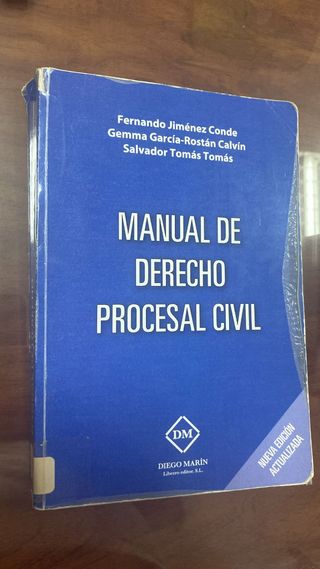 Fernando Jiménez Conde
Gemma García-Rostán Calvín
Salvador Tomás Tomás
MANUAL DE
DERECHO
PROCESAL CIVIL
DM
DIEGO MARÍN
Librero editor. S.L.
NUEVA EDICIÓN
ACTUALIZADA